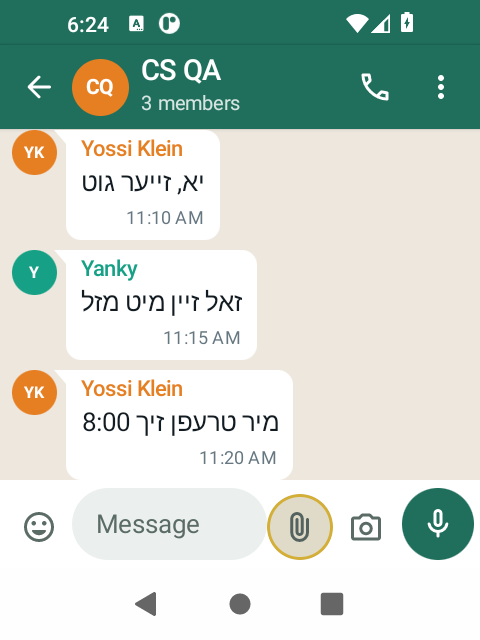 6:24
CS QA
3 members
CQ
YK
Yossi Klein
יא, זייער גוט
11:10 AM
Y
Yanky
זאל זיין מיט מזל
11:15 AM
YK
Yossi Klein
מיר טרעפן זיך 8:00
11:20 AM
Message